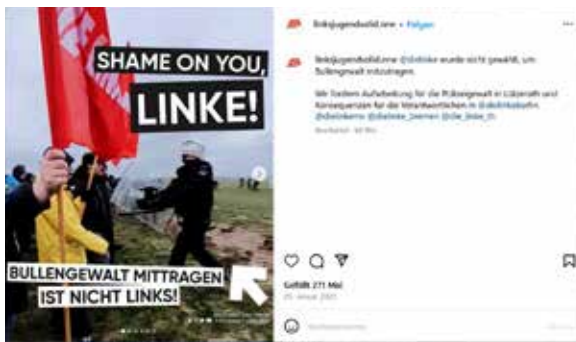 SHAME ON YOU,
LINKE!
BULLENGEWALT MITTRAGEN
IST NICHT LINKS!
linksjugendsolid.nrw • Folgen
linksjugendsolid.nrw @dielinke wurde nicht gewählt, um
Bullengewalt mitzutragen.
Wir fordern Aufarbeitung für die Polizeigewalt in Lützerath und
Konsequenzen für die Verantwortlichen in
@dielinke_bremen @die_linke_th
Gefällt 271 Mal
Januar